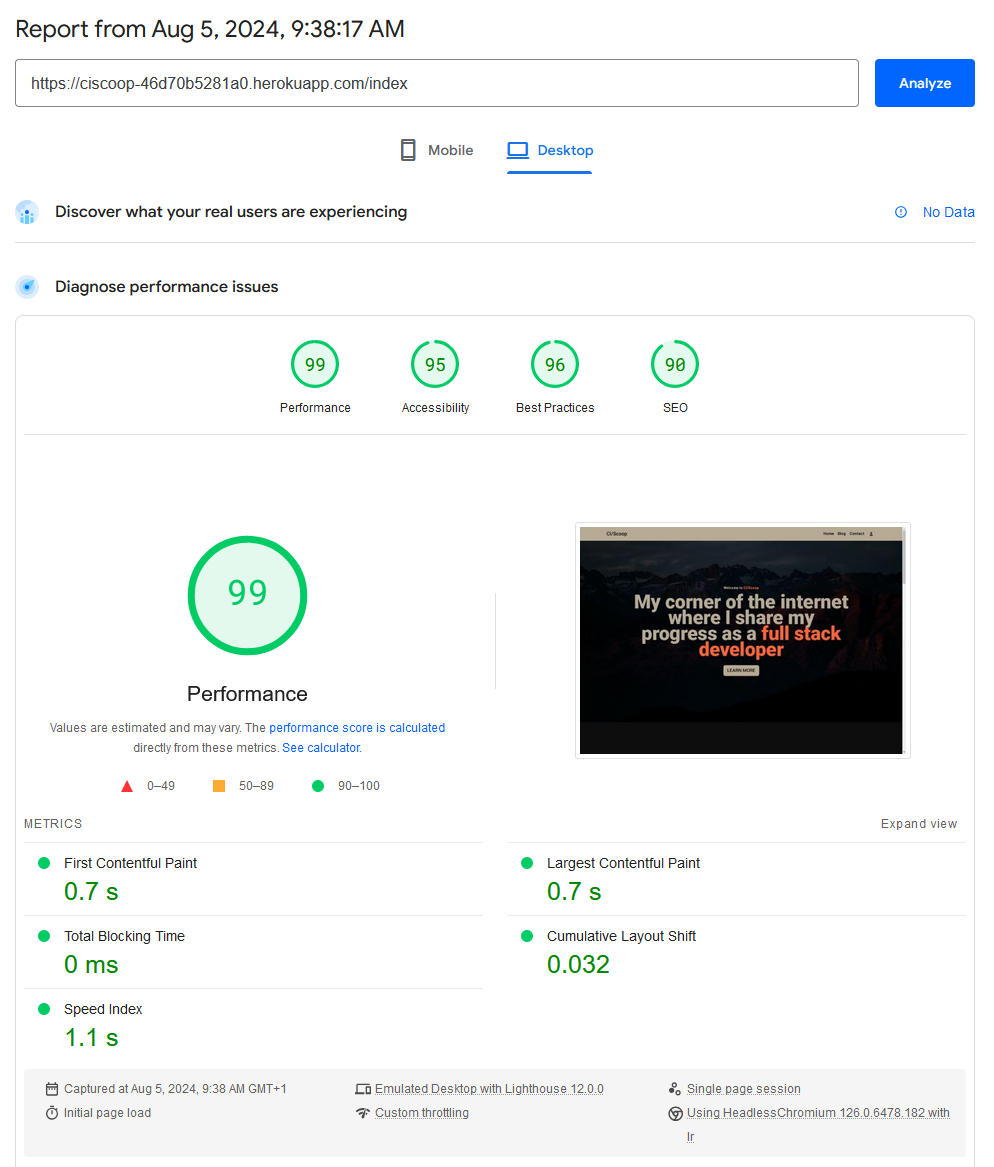 Report from Aug 5, 2024, 9:38:17 AM
https://ciscoop-46d70b5281a0.herokuapp.com/index
Analyze
Mobile
Desktop
Discover what your real users are experiencing
No Data
Diagnose performance issues
99
95
96
90
Performance
Accessibility
Best Practices
SEO
99
Performance
Values are estimated and may vary. The performance score is calculated
directly from these metrics. See calculator.
0–49
50–89
90–100
CI/Scoop
Home Blog Contact
Welcome to CI/Scoop
My corner of the internet
where I share my
progress as a full stack
developer
LEARN MORE
METRICS
Expand view
First Contentful Paint
0.7 s
Largest Contentful Paint
0.7 s
Total Blocking Time
0 ms
Cumulative Layout Shift
0.032
Speed Index
1.1 s
Captured at Aug 5, 2024, 9:38 AM GMT+1
Emulated Desktop with Lighthouse 12.0.0
Single page session
Initial page load
Custom throttling
Using HeadlessChromium 126.0.6478.182 with
lr